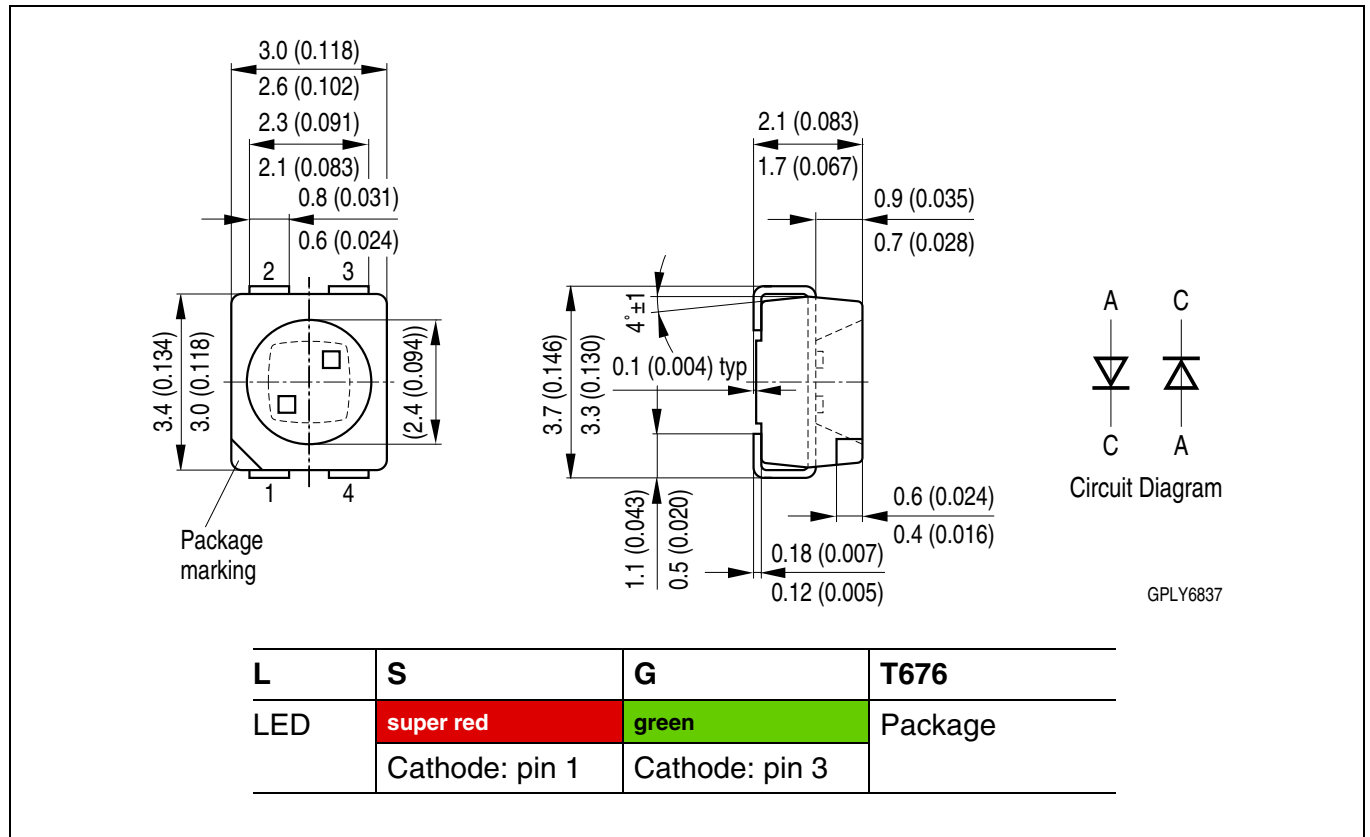 3.0 (0.118)
2.6 (0.102)
2.3 (0.091)
2.1 (0.083)
0.8 (0.031)
0.6 (0.024)
2 3
3.4 (0.134)
3.0 (0.118)
(2.4 (0.094))
1 4
Package
marking
2.1 (0.083)
1.7 (0.067)
0.9 (0.035)
0.7 (0.028)
4˚±1
0.1 (0.004) typ
3.7 (0.146)
3.3 (0.130)
1.1 (0.043)
0.5 (0.020)
0.6 (0.024)
0.4 (0.016)
0.18 (0.007)
0.12 (0.005)
A C
C A
Circuit Diagram
GPLY6837
L S G T676
LED super red green Package
Cathode: pin 1 Cathode: pin 3